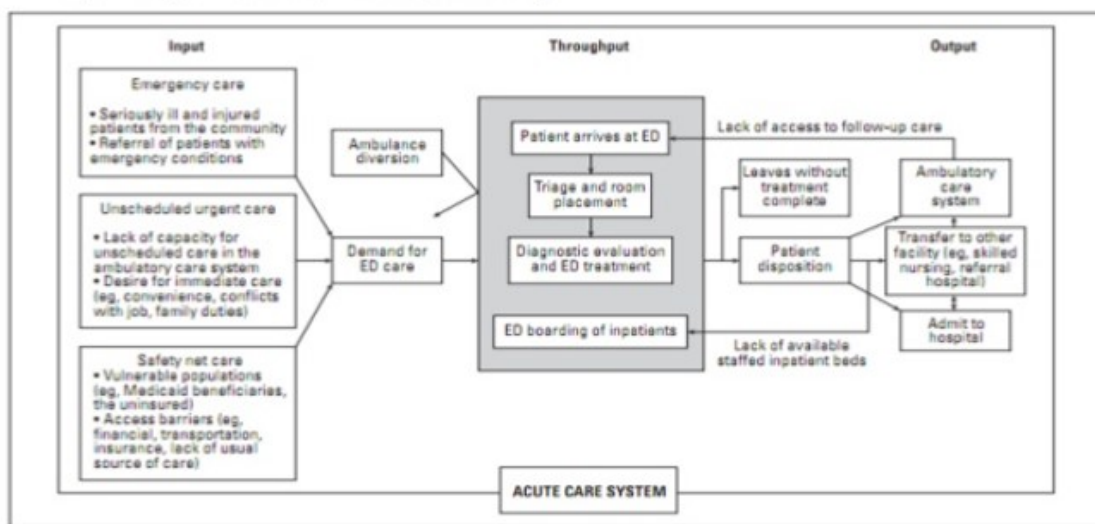 Input
Throughput
Output
Emergency care
• Seriously ill and injured
patients from the community
• Referral of patients with
emergency conditions
Unscheduled urgent care
• Lack of capacity for
unscheduled care in the
ambulatory care system
• Desire for immediate care
(eg, convenience, conflicts
with job, family duties)
Safety net care
• Vulnerable populations
(eg, Medicaid beneficiaries,
the uninsured)
• Access barriers (eg,
financial, transportation,
insurance, lack of usual
source of care)
Ambulance
diversion
Demand for
ED care
Patient arrives at ED
Triage and room
placement
Diagnostic evaluation
and ED treatment
ED boarding of inpatients
Lack of access to follow-up care
Leaves without
treatment
complete
Patient
disposition
Lack of available
staffed inpatient beds
Ambulatory
care
system
Transfer to other
facility (eg, skilled
nursing, referral
hospital)
Admit to
hospital
ACUTE CARE SYSTEM